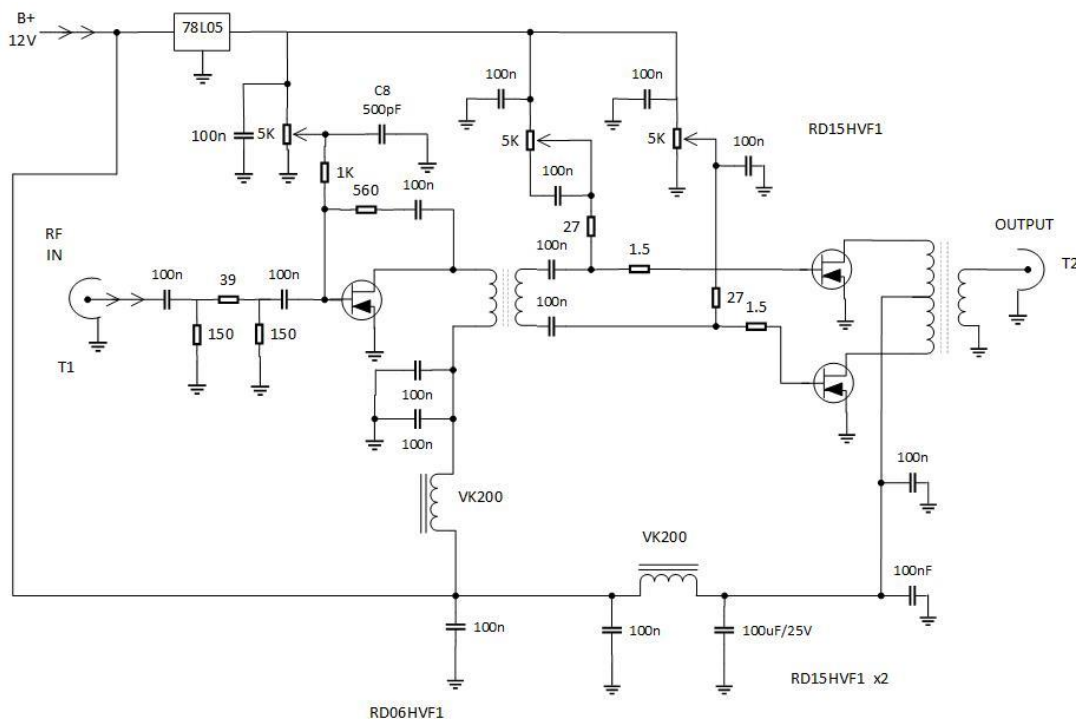 B+
12V
78L05
C8
500pF
100n
5K
1K
560
100n
100n
5K
100n
27
100n
5K
100n
RD15HVF1
RF
IN
T1
100n
39
100n
150
150
100n
100n
1.5
27
1.5
OUTPUT
T2
100n
100n
VK200
VK200
100n
100nF
100n
100n
100uF/25V
RD15HVF1 x2
RD06HVF1